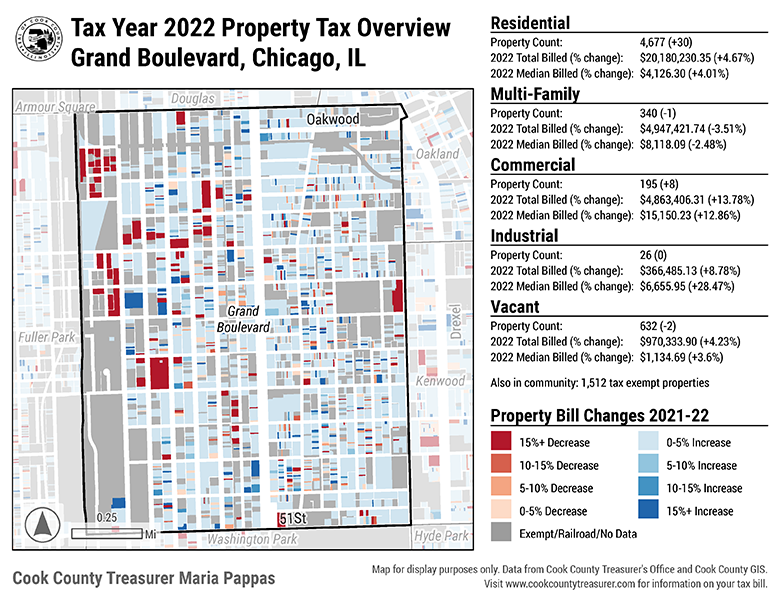 Tax Year 2022 Property Tax Overview
Grand Boulevard, Chicago, IL
Armour Square
Douglas
Oakwood
Oakland
Grand
Boulevard
Drexel
Fuller Park
Kenwood
0.25
Mi
51St
Washington Park
Hyde Park
Residential
Property Count: 4,677 (+30)
2022 Total Billed (% change): $20,180,230.35 (+4.67%)
2022 Median Billed (% change): $4,126.30 (+4.01%)
Multi-Family
Property Count: 340 (-1)
2022 Total Billed (% change): $4,947,421.74 (-3.51%)
2022 Median Billed (% change): $8,118.09 (-2.48%)
Commercial
Property Count: 195 (+8)
2022 Total Billed (% change): $4,863,406.31 (+13.78%)
2022 Median Billed (% change): $15,150.23 (+12.86%)
Industrial
Property Count: 26 (0)
2022 Total Billed (% change): $366,485.13 (+8.78%)
2022 Median Billed (% change): $6,655.95 (+28.47%)
Vacant
Property Count: 632 (-2)
2022 Total Billed (% change): $970,333.90 (+4.23%)
2022 Median Billed (% change): $1,134.69 (+3.6%)
Also in community: 1,512 tax exempt properties
Property Bill Changes 2021-22
15%+ Decrease
10-15% Decrease
5-10% Decrease
0-5% Decrease
Exempt/Railroad/No Data
0-5% Increase
5-10% Increase
10-15% Increase
15%+ Increase
Cook County Treasurer Maria Pappas
Map for display purposes only. Data from Cook County Treasurer's Office and Cook County GIS.
Visit www.cookcountytreasurer.com for information on your tax bill.